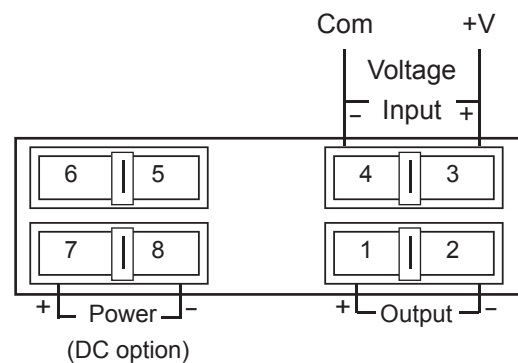 Com +V
Voltage
– Input +
6 5 4 3
7 8 1 2
+ Power – + Output –
(DC option)